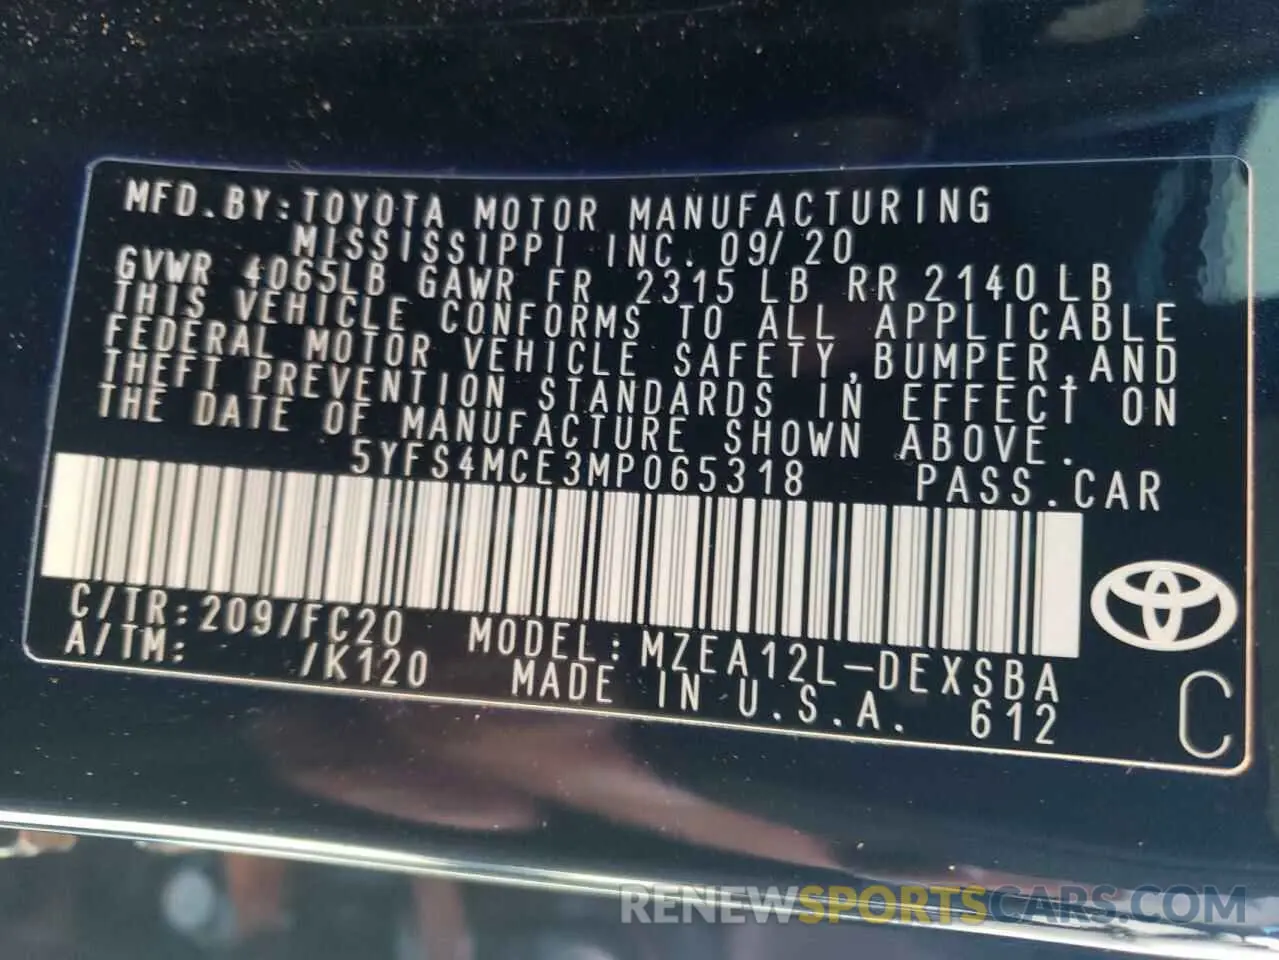 MFD.BY:TOYOTA MOTOR MANUFACTURING
MISSISSIPPI INC. 09/20
GVWR 4065LB GAWR FR 2315 LB RR 2140 LB
THIS VEHICLE CONFORMS TO ALL APPLICABLE
FEDERAL MOTOR VEHICLE SAFETY,BUMPER,AND
THEFT PREVENTION STANDARDS IN EFFECT ON
THE DATE OF MANUFACTURE SHOWN ABOVE.
5YFS4MCE3MP065318 PASS.CAR
C/TR:209/FC20 MODEL:MZEA12L-DEXSBA
A/TM: /K120 MADE IN U.S.A. 612
C
RENEWSPORTSCARS.COM